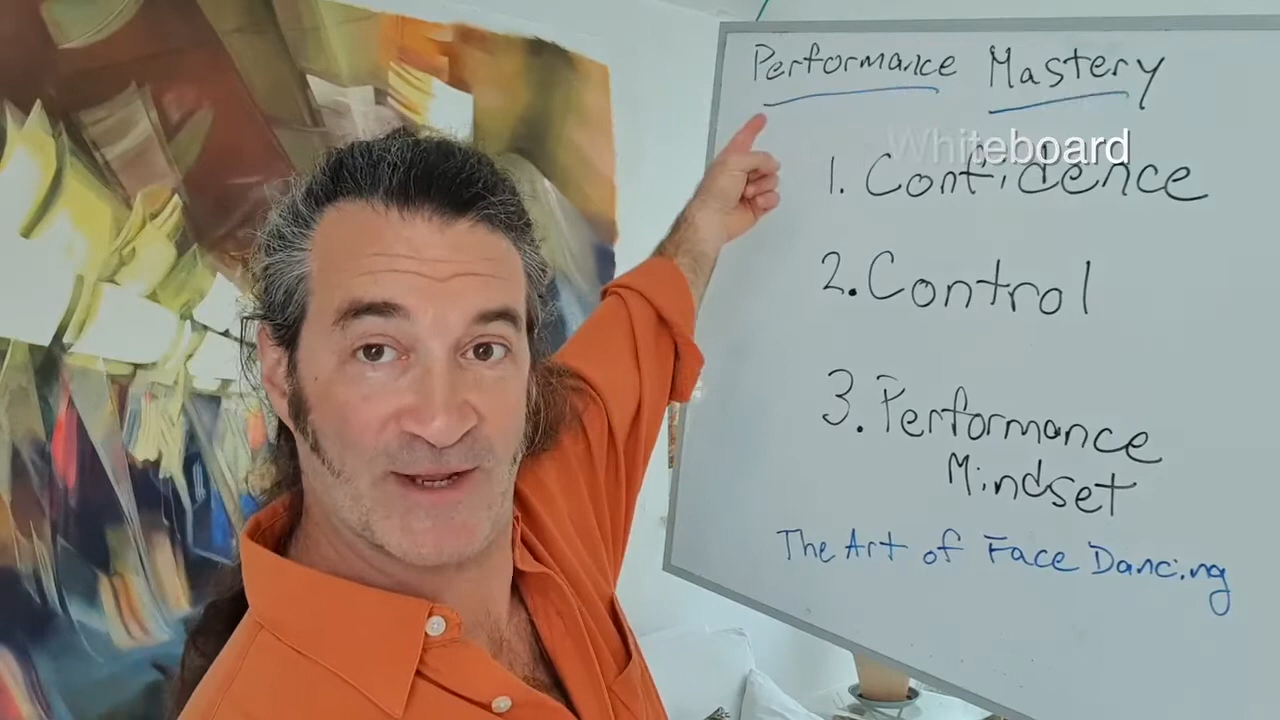 Performance Mastery
Whiteboard
1. Confidence
2. Control
3. Performance
Mindset
The Art of Face Dancing